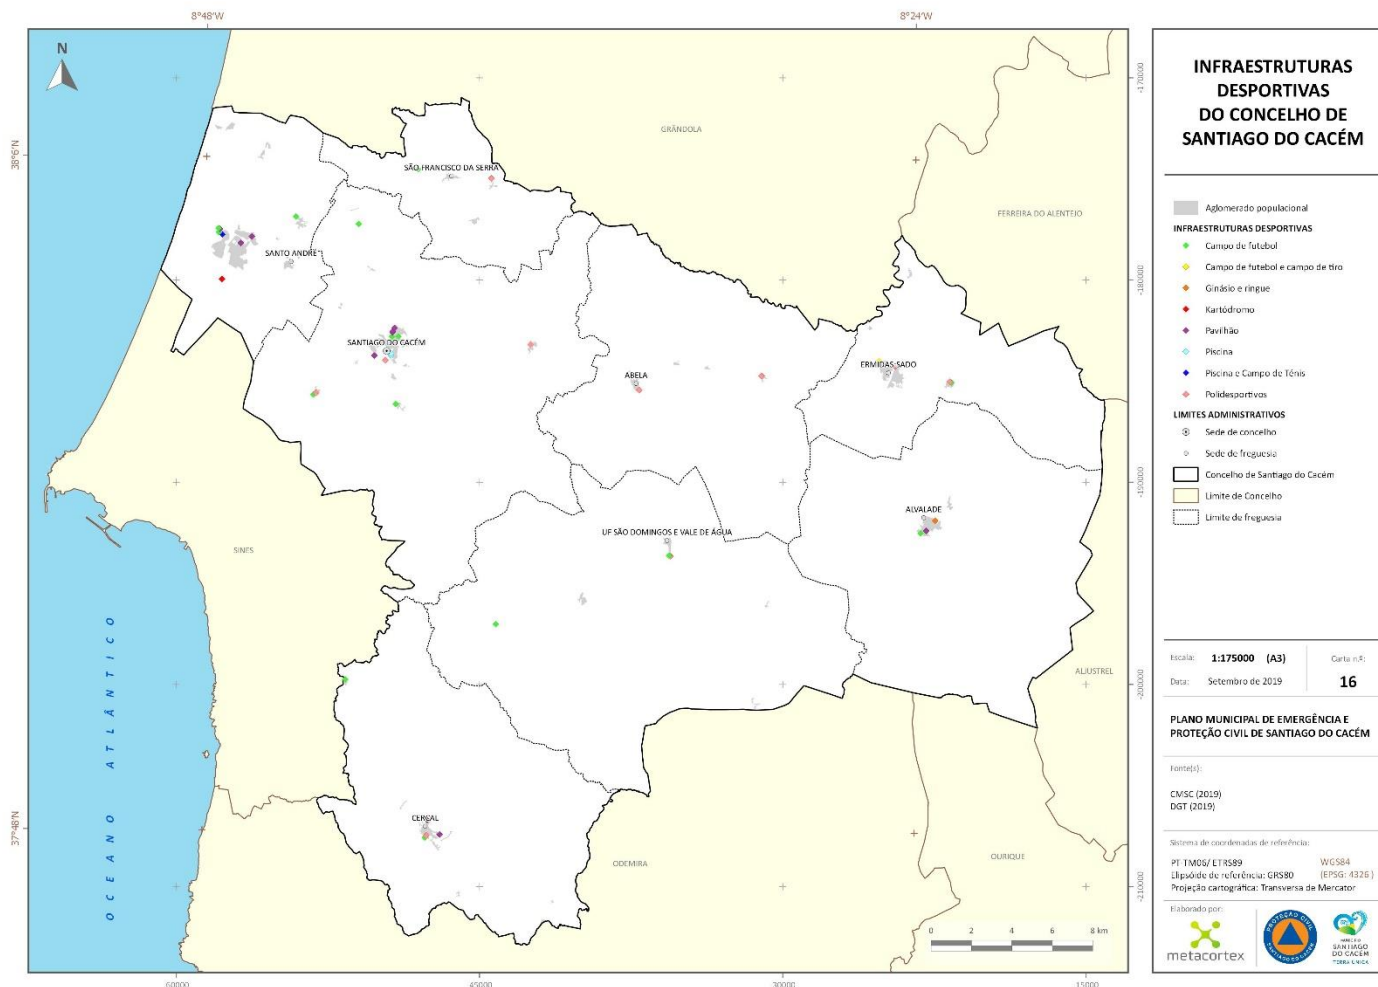 8°48'W
8°24'W
N
-170000
38°6'N
GRÂNDOLA
SÃO FRANCISCO DA SERRA
FERREIRA DO ALENTEJO
SANTO ANDRÉ
-180000
SANTIAGO DO CACÉM
ABELA
ERMIDAS-SADO
-190000
ALVALADE
UF SÃO DOMINGOS E VALE DE ÁGUA
SINES
OCEANO ATLÂNTICO
ALJUSTREL
-200000
37°48'N
CERCAL
ODEMIRA
OURIQUE
-210000
0 2 4 6 8 km
-60000
-45000
-30000
-15000
INFRAESTRUTURAS
DESPORTIVAS
DO CONCELHO DE
SANTIAGO DO CACÉM
Aglomerado populacional
INFRAESTRUTURAS DESPORTIVAS
Campo de futebol
Campo de futebol e campo de tiro
Ginásio e ringue
Kartódromo
Pavilhão
Piscina
Piscina e Campo de Ténis
Polidesportivos
LIMITES ADMINISTRATIVOS
Sede de concelho
Sede de freguesia
Concelho de Santiago do Cacém
Limite de Concelho
Limite de freguesia
Escala: 1:175000 (A3)
Carta n.º:
Data: Setembro de 2019
16
PLANO MUNICIPAL DE EMERGÊNCIA E
PROTEÇÃO CIVIL DE SANTIAGO DO CACÉM
Fonte(s):
CMSC (2019)
DGT (2019)
Sistema de coordenadas de referência:
PT-TM06/ ETRS89 WGS84
Elipsóide de referência: GRS80 (EPSG: 4326 )
Projeção cartográfica: Transversa de Mercator
Elaborado por:
metacortex
PROTEÇÃO CIVIL
SANTIAGO DO CACÉM
SANTIAGO
DO CACÉM
TERRA ÚNICA